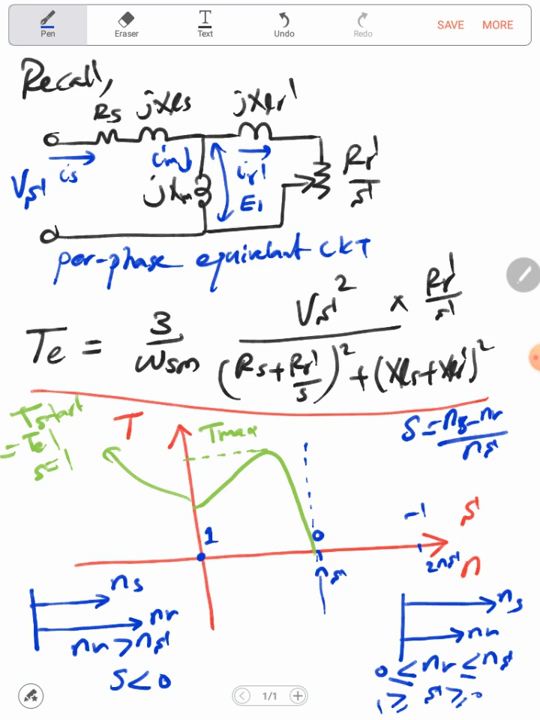 Pen
Eraser
Text
Undo
Redo
SAVE
MORE
Recall,
Rs jXls jXlr'
Vs is im jXm E1 ir' Rr'/s
per-phase equivalent CKT
Te = 3/ωsm Vs²/((Rs+Rr'/s)²+(Xls+Xlr')²) × Rr'/s
Tstart
= Te|
s=1
T
Tmax
S = ns-nr/ns
1
0
-1
s
ns
2ns
n
ns
nr
nr > ns
S<0
ns
nr
0 ≤ nr ≤ ns
1 ≥ s ≥ 0
1/1